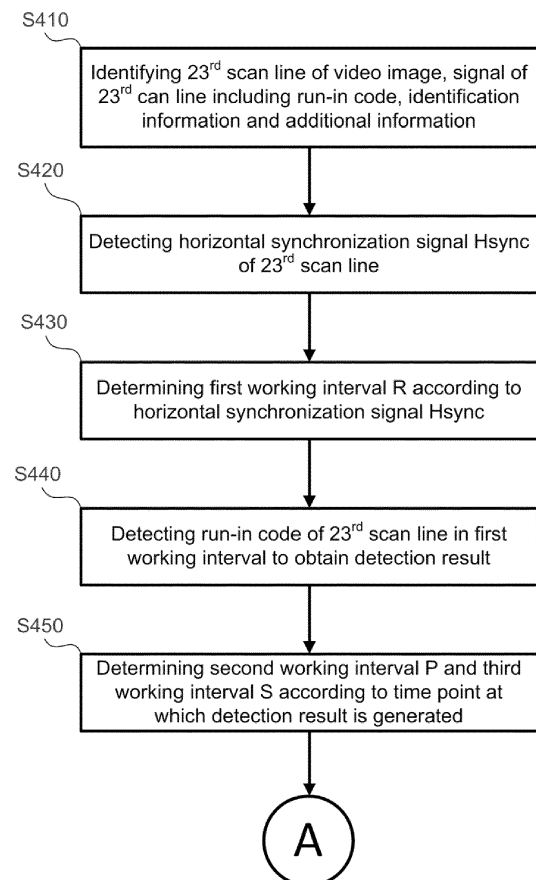 S410
Identifying 23rd scan line of video image, signal of
23rd can line including run-in code, identification
information and additional information
S420
Detecting horizontal synchronization signal Hsync
of 23rd scan line
S430
Determining first working interval R according to
horizontal synchronization signal Hsync
S440
Detecting run-in code of 23rd scan line in first
working interval to obtain detection result
S450
Determining second working interval P and third
working interval S according to time point at
which detection result is generated
A